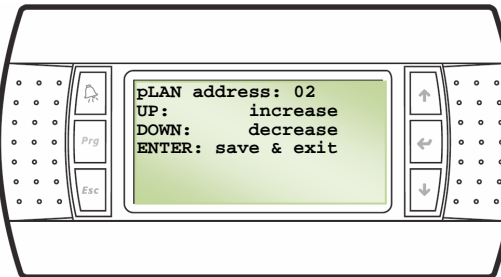 pLAN address: 02
UP:       increase
DOWN:     decrease
ENTER: save & exit
Prg
Esc